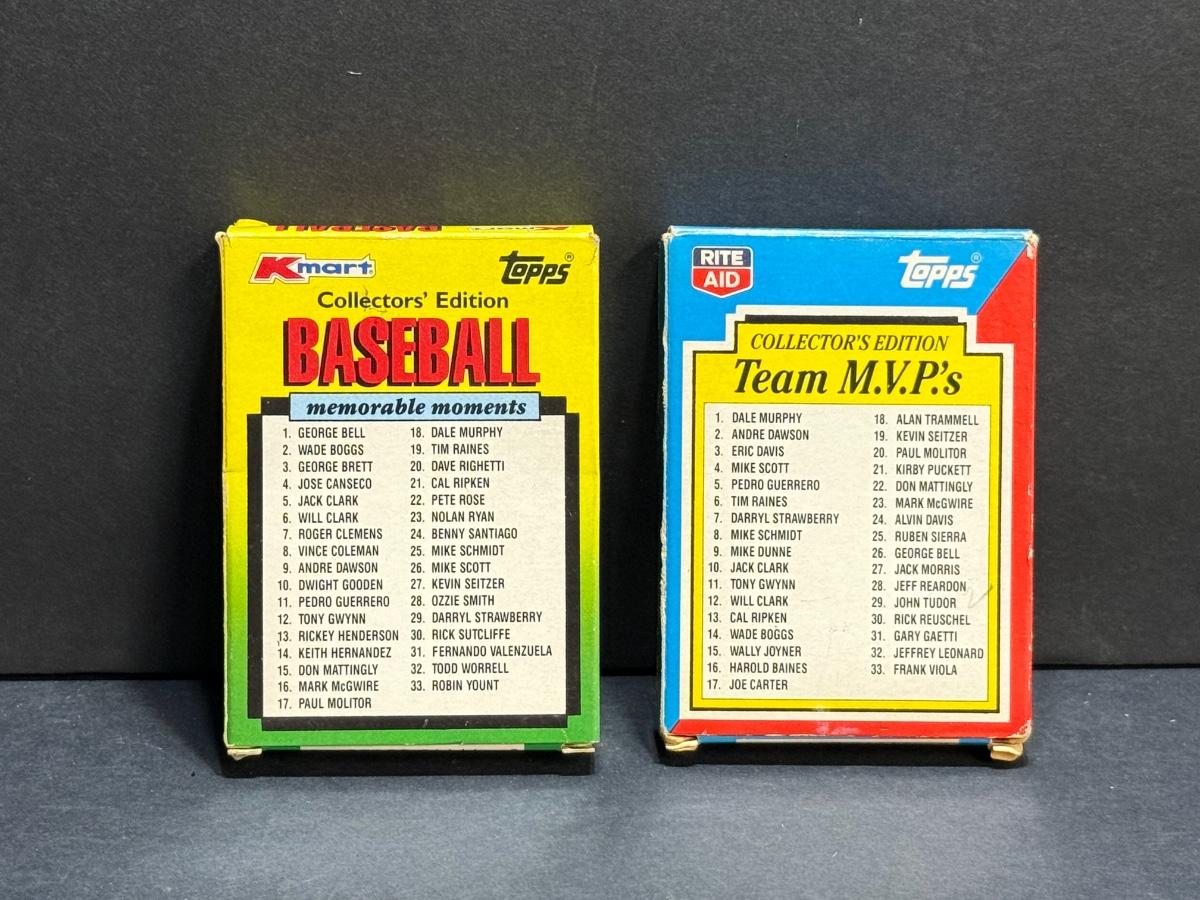 BASEBALL Kmart
Kmart® Topps®
Collectors' Edition
BASEBALL
memorable moments
1. GEORGE BELL
2. WADE BOGGS
3. GEORGE BRETT
4. JOSE CANSECO
5. JACK CLARK
6. WILL CLARK
7. ROGER CLEMENS
8. VINCE COLEMAN
9. ANDRE DAWSON
10. DWIGHT GOODEN
11. PEDRO GUERRERO
12. TONY GWYNN
13. RICKEY HENDERSON
14. KEITH HERNANDEZ
15. DON MATTINGLY
16. MARK McGWIRE
17. PAUL MOLITOR
18. DALE MURPHY
19. TIM RAINES
20. DAVE RIGHETTI
21. CAL RIPKEN
22. PETE ROSE
23. NOLAN RYAN
24. BENNY SANTIAGO
25. MIKE SCHMIDT
26. MIKE SCOTT
27. KEVIN SEITZER
28. OZZIE SMITH
29. DARRYL STRAWBERRY
30. RICK SUTCLIFFE
31. FERNANDO VALENZUELA
32. TODD WORRELL
33. ROBIN YOUNT
RITE
AID
Topps®
COLLECTOR'S EDITION
Team M.V.P.'s
1. DALE MURPHY
2. ANDRE DAWSON
3. ERIC DAVIS
4. MIKE SCOTT
5. PEDRO GUERRERO
6. TIM RAINES
7. DARRYL STRAWBERRY
8. MIKE SCHMIDT
9. MIKE DUNNE
10. JACK CLARK
11. TONY GWYNN
12. WILL CLARK
13. CAL RIPKEN
14. WADE BOGGS
15. WALLY JOYNER
16. HAROLD BAINES
17. JOE CARTER
18. ALAN TRAMMELL
19. KEVIN SEITZER
20. PAUL MOLITOR
21. KIRBY PUCKETT
22. DON MATTINGLY
23. MARK McGWIRE
24. ALVIN DAVIS
25. RUBEN SIERRA
26. GEORGE BELL
27. JACK MORRIS
28. JEFF REARDON
29. JOHN TUDOR
30. RICK REUSCHEL
31. GARY GAETTI
32. JEFFREY LEONARD
33. FRANK VIOLA